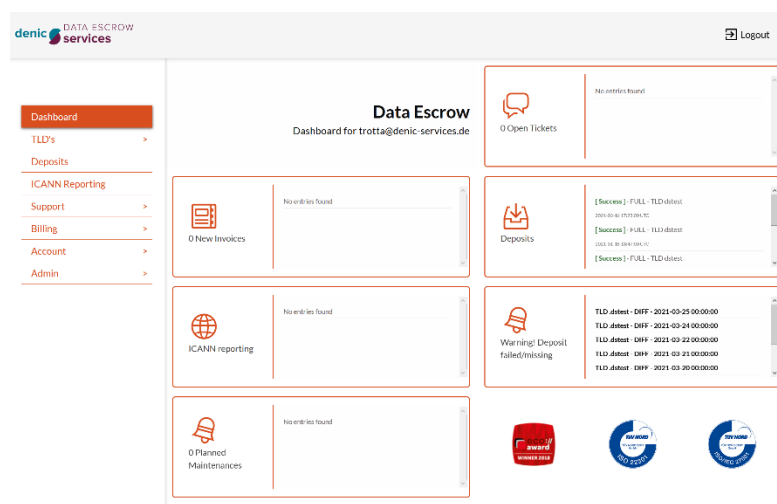 denic
DATA ESCROW
services
Logout
Dashboard
TLD's >
Deposits
ICANN Reporting
Support >
Billing >
Account >
Admin >
Data Escrow
Dashboard for trotta@denic-services.de
0 Open Tickets
No entries found
0 New Invoices
No entries found
Deposits
[ Success ] - FULL - TLD dstest
[ Success ] - FULL - TLD dstest
[ Success ] - FULL - TLD dstest
ICANN reporting
No entries found
Warning! Deposit
failed/missing
TLD .dstest - DIFF - 2021-03-25 00:00:00
TLD .dstest - DIFF - 2021-03-24 00:00:00
TLD .dstest - DIFF - 2021-03-22 00:00:00
TLD .dstest - DIFF - 2021-03-21 00:00:00
TLD .dstest - DIFF - 2021-03-20 00:00:00
0 Planned
Maintenances
No entries found
eco://
award
WINNER 2018
TÜV NORD
ISO 22301
TÜV NORD
ISO/IEC 27001